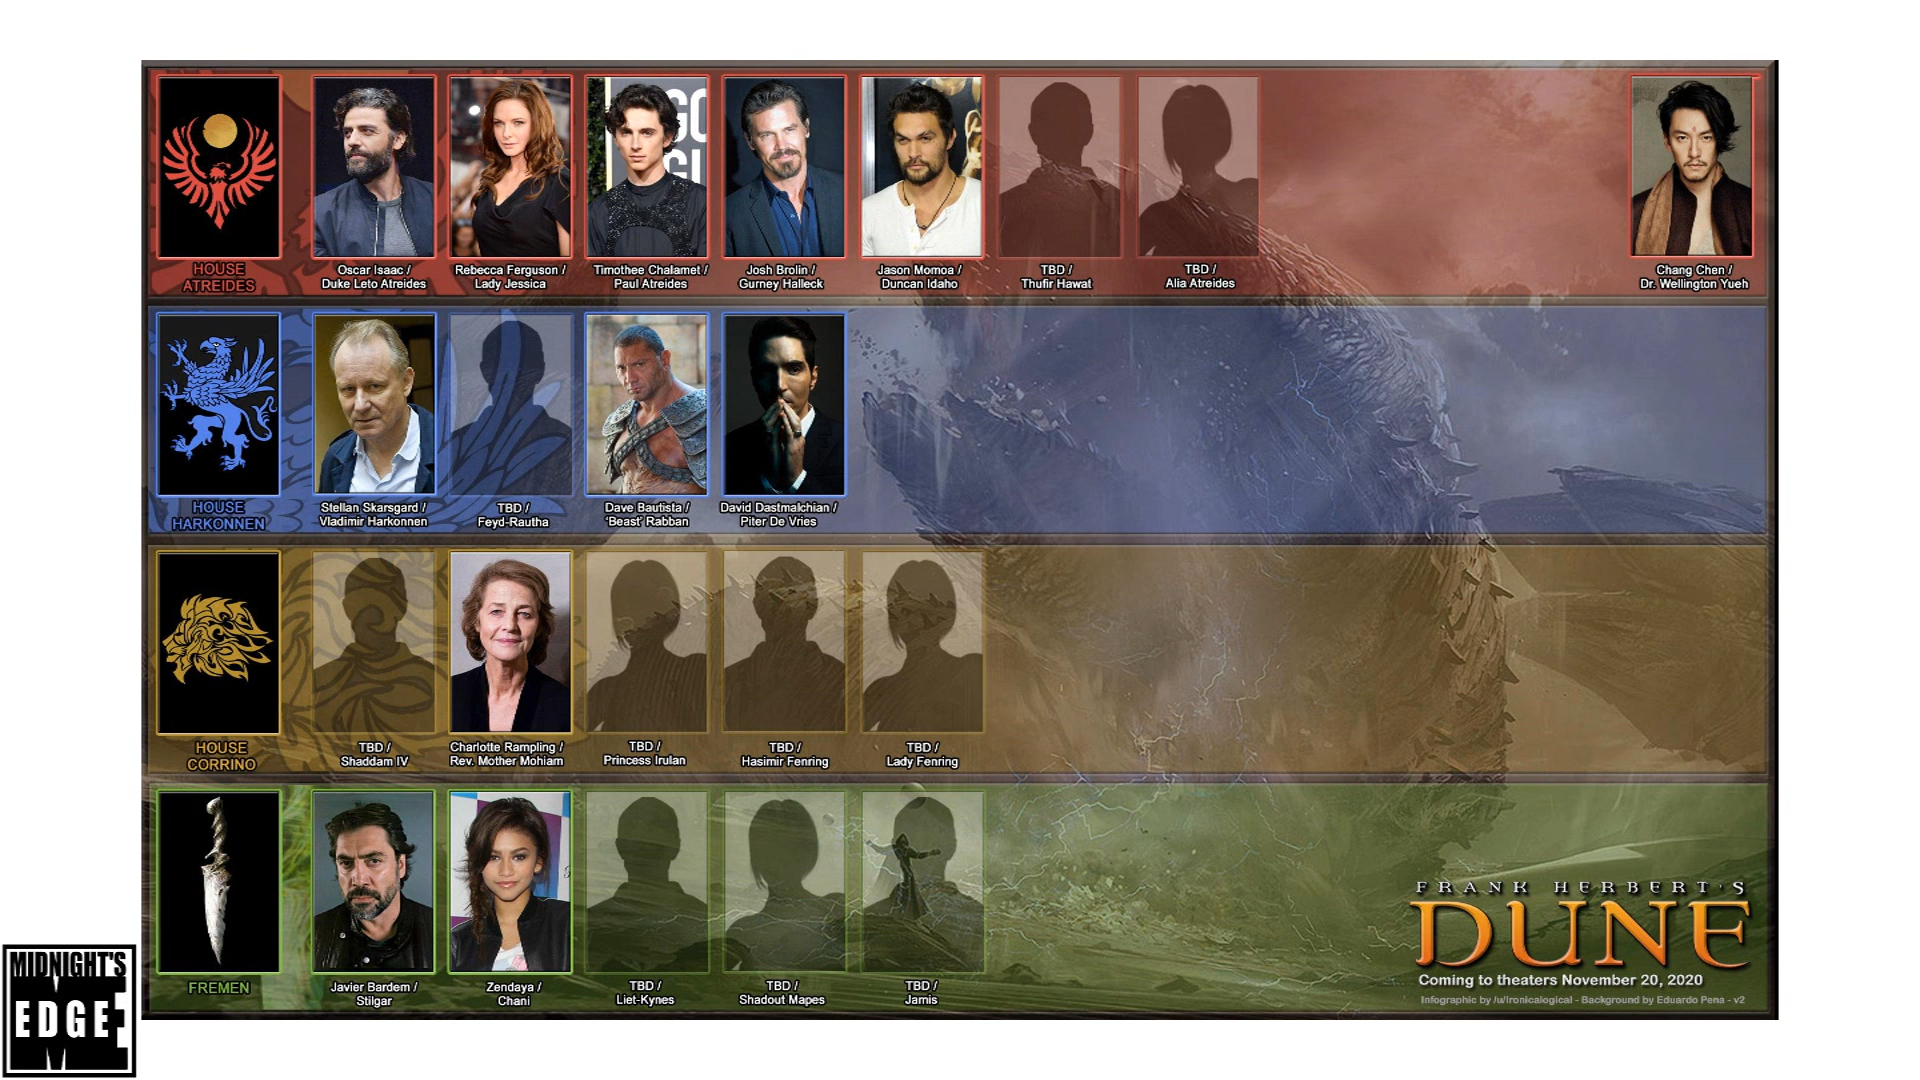 HOUSE
ATREIDES
Oscar Isaac /
Duke Leto Atreides
Rebecca Ferguson /
Lady Jessica
Timothee Chalamet /
Paul Atreides
Josh Brolin /
Gurney Halleck
Jason Momoa /
Duncan Idaho
TBD /
Thufir Hawat
TBD /
Alia Atreides
Chang Chen /
Dr. Wellington Yueh
HOUSE
HARKONNEN
Stellan Skarsgard /
Vladimir Harkonnen
TBD /
Feyd-Rautha
Dave Bautista /
'Beast' Rabban
David Dastmalchian /
Piter De Vries
HOUSE
CORRINO
TBD /
Shaddam IV
Charlotte Rampling /
Rev. Mother Mohiam
TBD /
Princess Irulan
TBD /
Hasimir Fenring
TBD /
Lady Fenring
FREMEN
Javier Bardem /
Stilgar
Zendaya /
Chani
TBD /
Liet-Kynes
TBD /
Shadout Mapes
TBD /
Jamis
FRANK HERBERT'S
DUNE
Coming to theaters November 20, 2020
Infographic by /u/Ironicalogical - Background by Eduardo Pena - v2
MIDNIGHT'S
EDGE